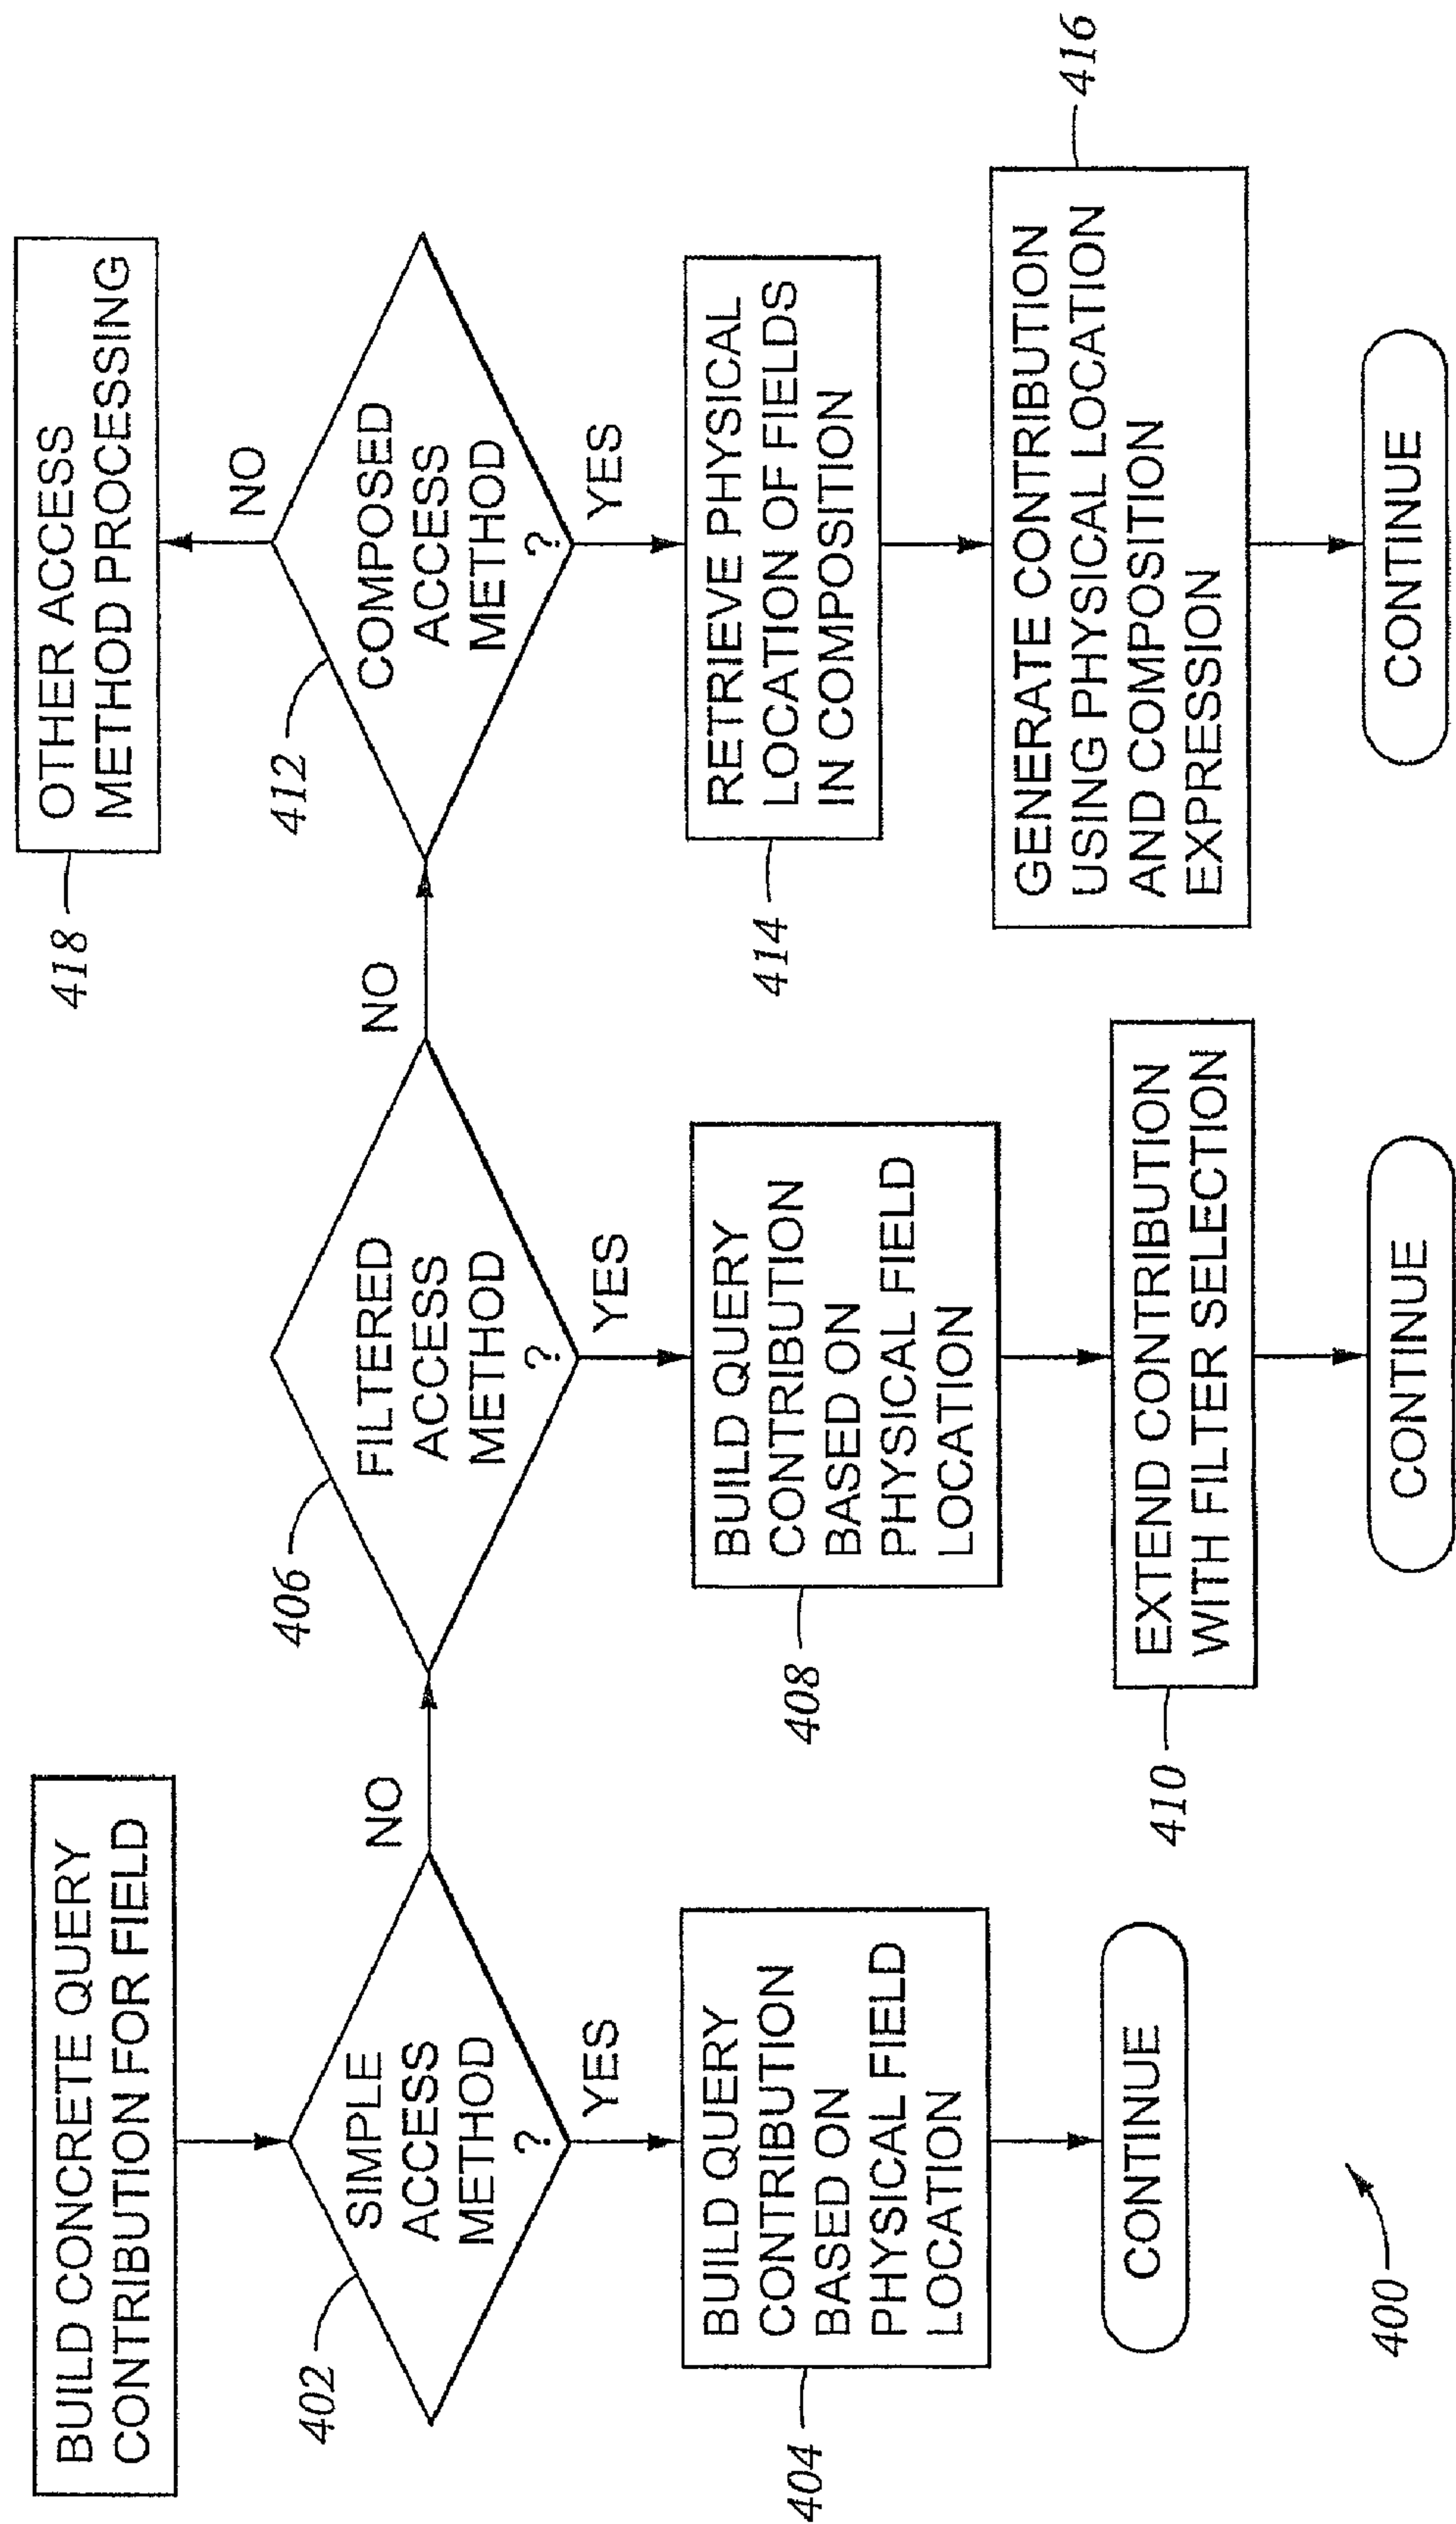 BUILD CONCRETE QUERY
CONTRIBUTION FOR FIELD
402
SIMPLE
ACCESS
METHOD
?
NO
YES
404
BUILD QUERY
CONTRIBUTION
BASED ON
PHYSICAL FIELD
LOCATION
CONTINUE
406
FILTERED
ACCESS
METHOD
?
NO
YES
408
BUILD QUERY
CONTRIBUTION
BASED ON
PHYSICAL FIELD
LOCATION
410
EXTEND CONTRIBUTION
WITH FILTER SELECTION
CONTINUE
412
COMPOSED
ACCESS
METHOD
?
NO
418
OTHER ACCESS
METHOD PROCESSING
YES
414
RETRIEVE PHYSICAL
LOCATION OF FIELDS
IN COMPOSITION
416
GENERATE CONTRIBUTION
USING PHYSICAL LOCATION
AND COMPOSITION
EXPRESSION
CONTINUE
400